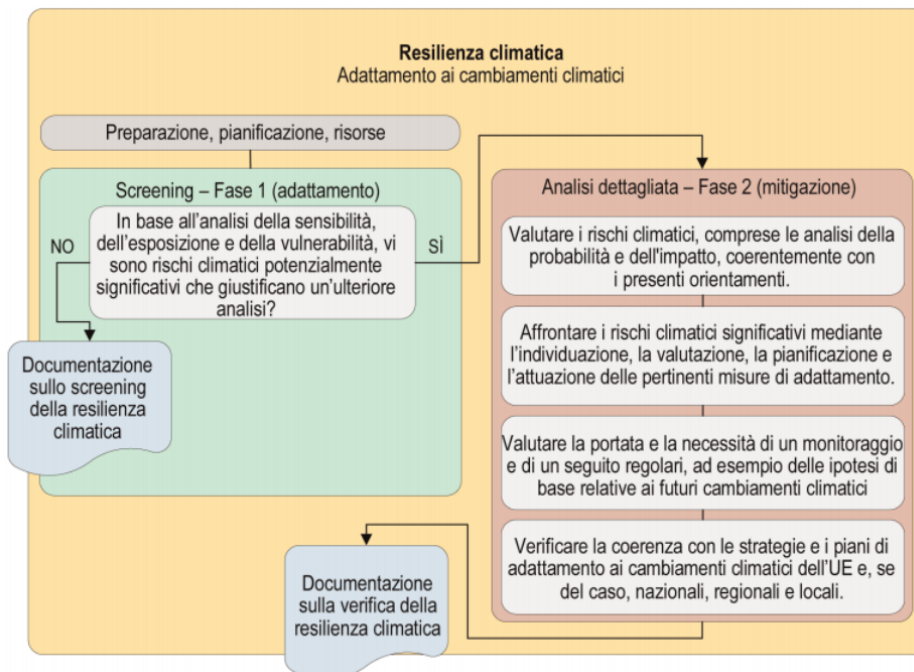 Resilienza climatica
Adattamento ai cambiamenti climatici
Preparazione, pianificazione, risorse
Screening – Fase 1 (adattamento)
In base all'analisi della sensibilità,
dell'esposizione e della vulnerabilità, vi
sono rischi climatici potenzialmente
significativi che giustificano un'ulteriore
analisi?
NO
SÌ
Documentazione
sullo screening
della resilienza
climatica
Analisi dettagliata – Fase 2 (mitigazione)
Valutare i rischi climatici, comprese le analisi della
probabilità e dell'impatto, coerentemente con
i presenti orientamenti.
Affrontare i rischi climatici significativi mediante
l'individuazione, la valutazione, la pianificazione e
l'attuazione delle pertinenti misure di adattamento.
Valutare la portata e la necessità di un monitoraggio
e di un seguito regolari, ad esempio delle ipotesi di
base relative ai futuri cambiamenti climatici
Verificare la coerenza con le strategie e i piani di
adattamento ai cambiamenti climatici dell'UE e, se
del caso, nazionali, regionali e locali.
Documentazione
sulla verifica della
resilienza climatica